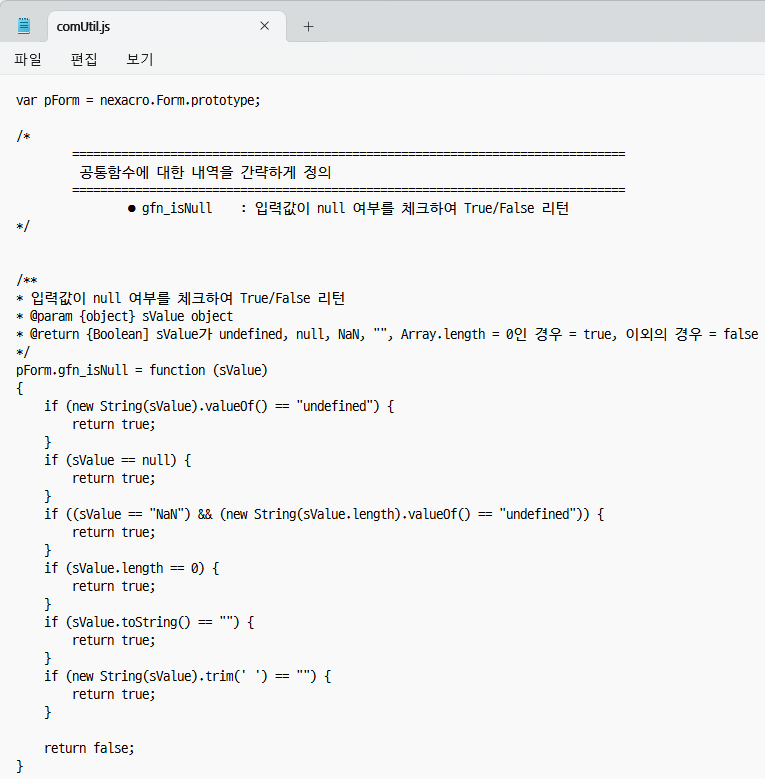 comUtil.js
파일 편집 보기
var pForm = nexacro.Form.prototype;
/*
===============================================================================
공통함수에 대한 내역을 간략하게 정의
===============================================================================
● gfn_isNull : 입력값이 null 여부를 체크하여 True/False 리턴
*/
/**
* 입력값이 null 여부를 체크하여 True/False 리턴
* @param {object} sValue object
* @return {Boolean] sValue가 undefined, null, NaN, "", Array.length = 0인 경우 = true, 이외의 경우 = false
*/
pForm.gfn_isNull = function (sValue)
{
    if (new String(sValue).valueOf() == "undefined") {
        return true;
    }
    if (sValue == null) {
        return true;
    }
    if ((sValue == "NaN") && (new String(sValue.length).valueOf() == "undefined")) {
        return true;
    }
    if (sValue.length == 0) {
        return true;
    }
    if (sValue.toString() == "") {
        return true;
    }
    if (new String(sValue).trim(' ') == "") {
        return true;
    }
    return false;
}